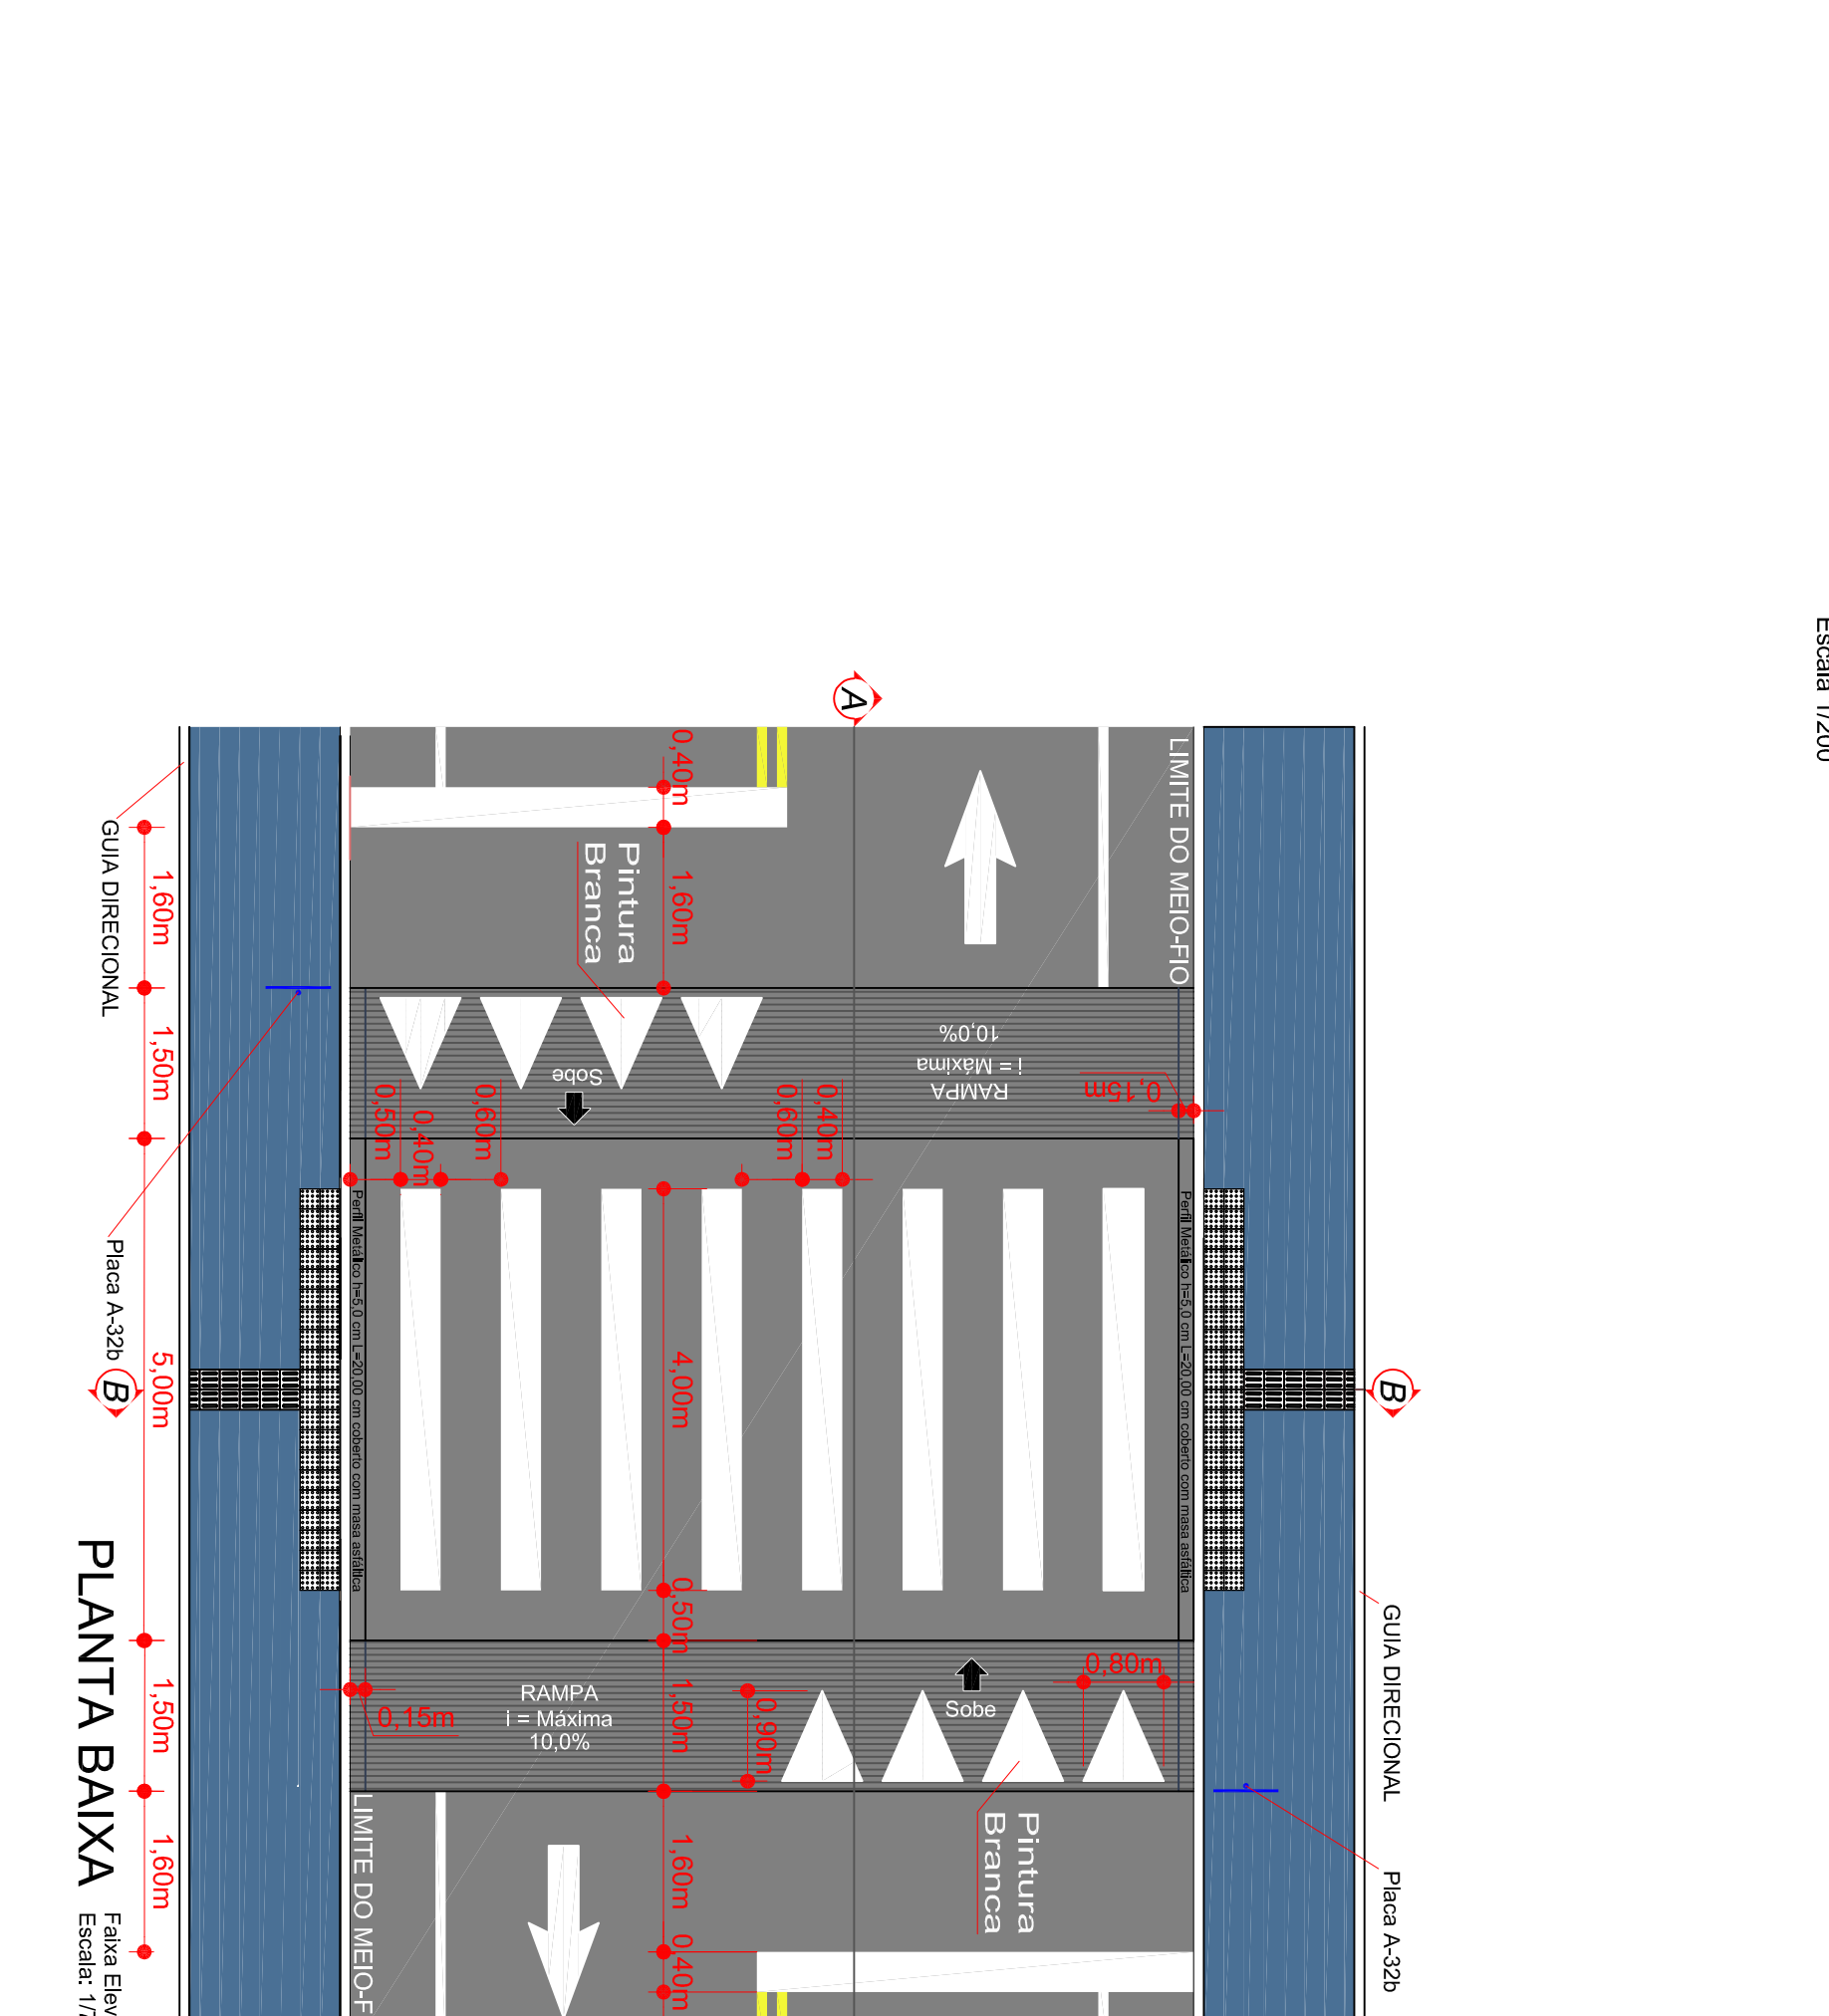 Escala 1/200
A
LIMITE DO MEIO-FIO
0,40m
1,60m
Pintura
Branca
GUIA DIRECIONAL
1,60m
1,50m
RAMPA
i = Máxima
10,0%
0,15m
Sobe
0,50m
0,40m
0,60m
0,60m
0,40m
Perfil Metálico h=5,0 cm L=20,00 cm coberto com masa asfáltica
Perfil Metálico h=5,0 cm L=20,00 cm coberto com masa asfáltica
Placa A-32b
B
5,00m
4,00m
B
0,50m
GUIA DIRECIONAL
0,80m
Sobe
RAMPA
i = Máxima
10,0%
0,15m
1,50m
0,90m
1,50m
Pintura
Branca
1,60m
1,60m
LIMITE DO MEIO-F
0,40m
Placa A-32b
PLANTA BAIXA
Faixa Elev
Escala: 1/